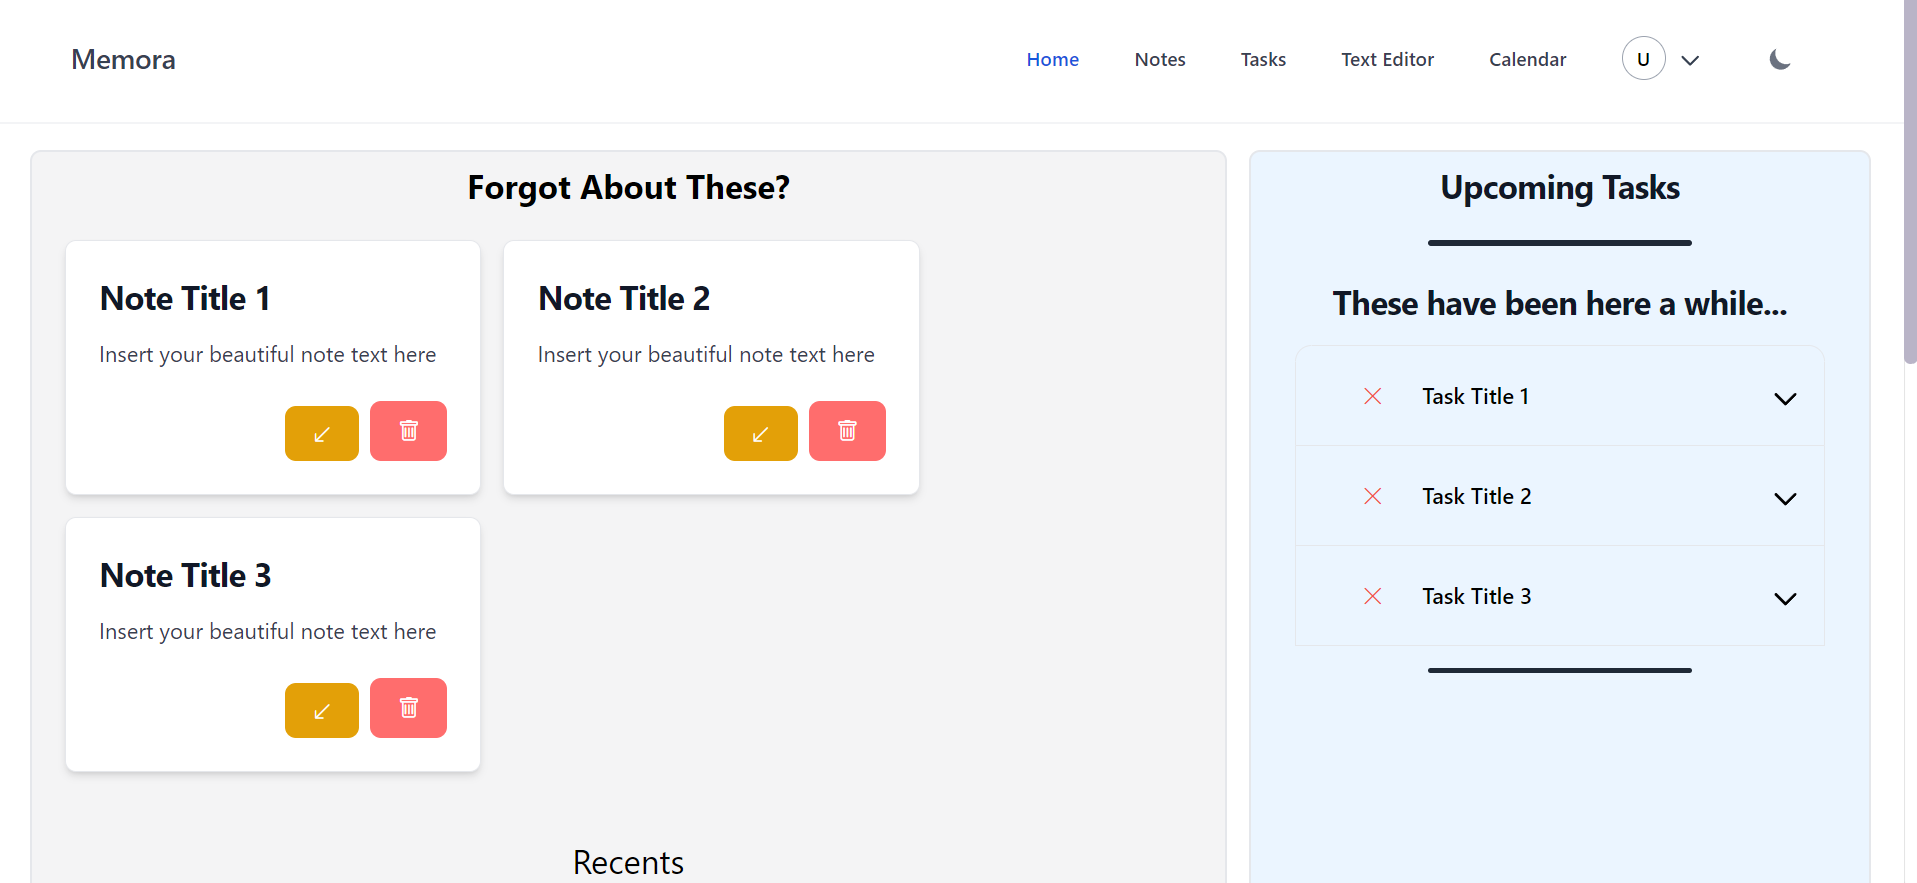 Memora
Home Notes Tasks Text Editor Calendar U
Forgot About These?
Note Title 1
Insert your beautiful note text here
Note Title 2
Insert your beautiful note text here
Note Title 3
Insert your beautiful note text here
Recents
Upcoming Tasks
These have been here a while...
Task Title 1
Task Title 2
Task Title 3